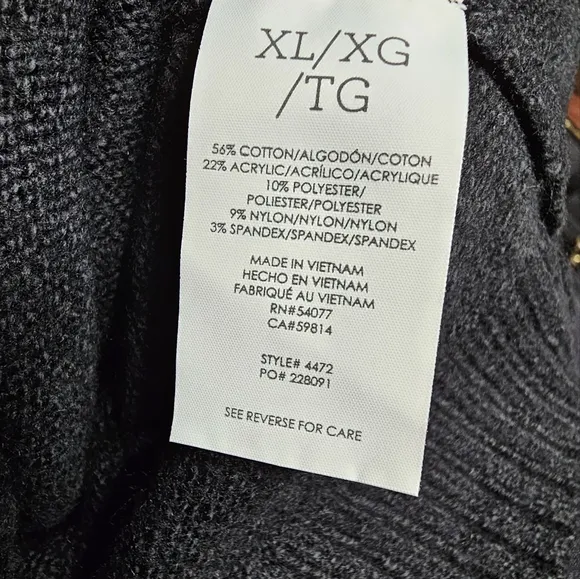 XL/XG
/TG
56% COTTON/ALGODÓN/COTON
22% ACRYLIC/ACRÍLICO/ACRYLIQUE
10% POLYESTER/
POLIESTER/POLYESTER
9% NYLON/NYLON/NYLON
3% SPANDEX/SPANDEX/SPANDEX
MADE IN VIETNAM
HECHO EN VIETNAM
FABRIQUÉ AU VIETNAM
RN#54077
CA#59814
STYLE# 4472
PO# 228091
SEE REVERSE FOR CARE